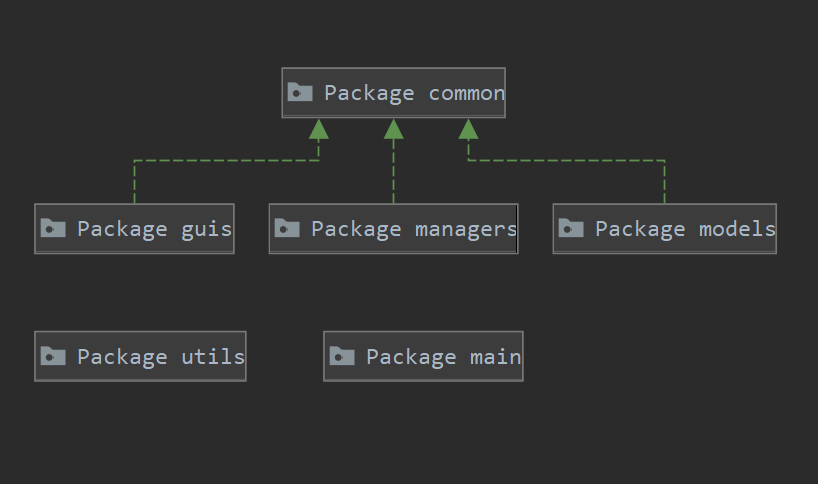 Package common
Package guis
Package managers
Package models
Package utils
Package main